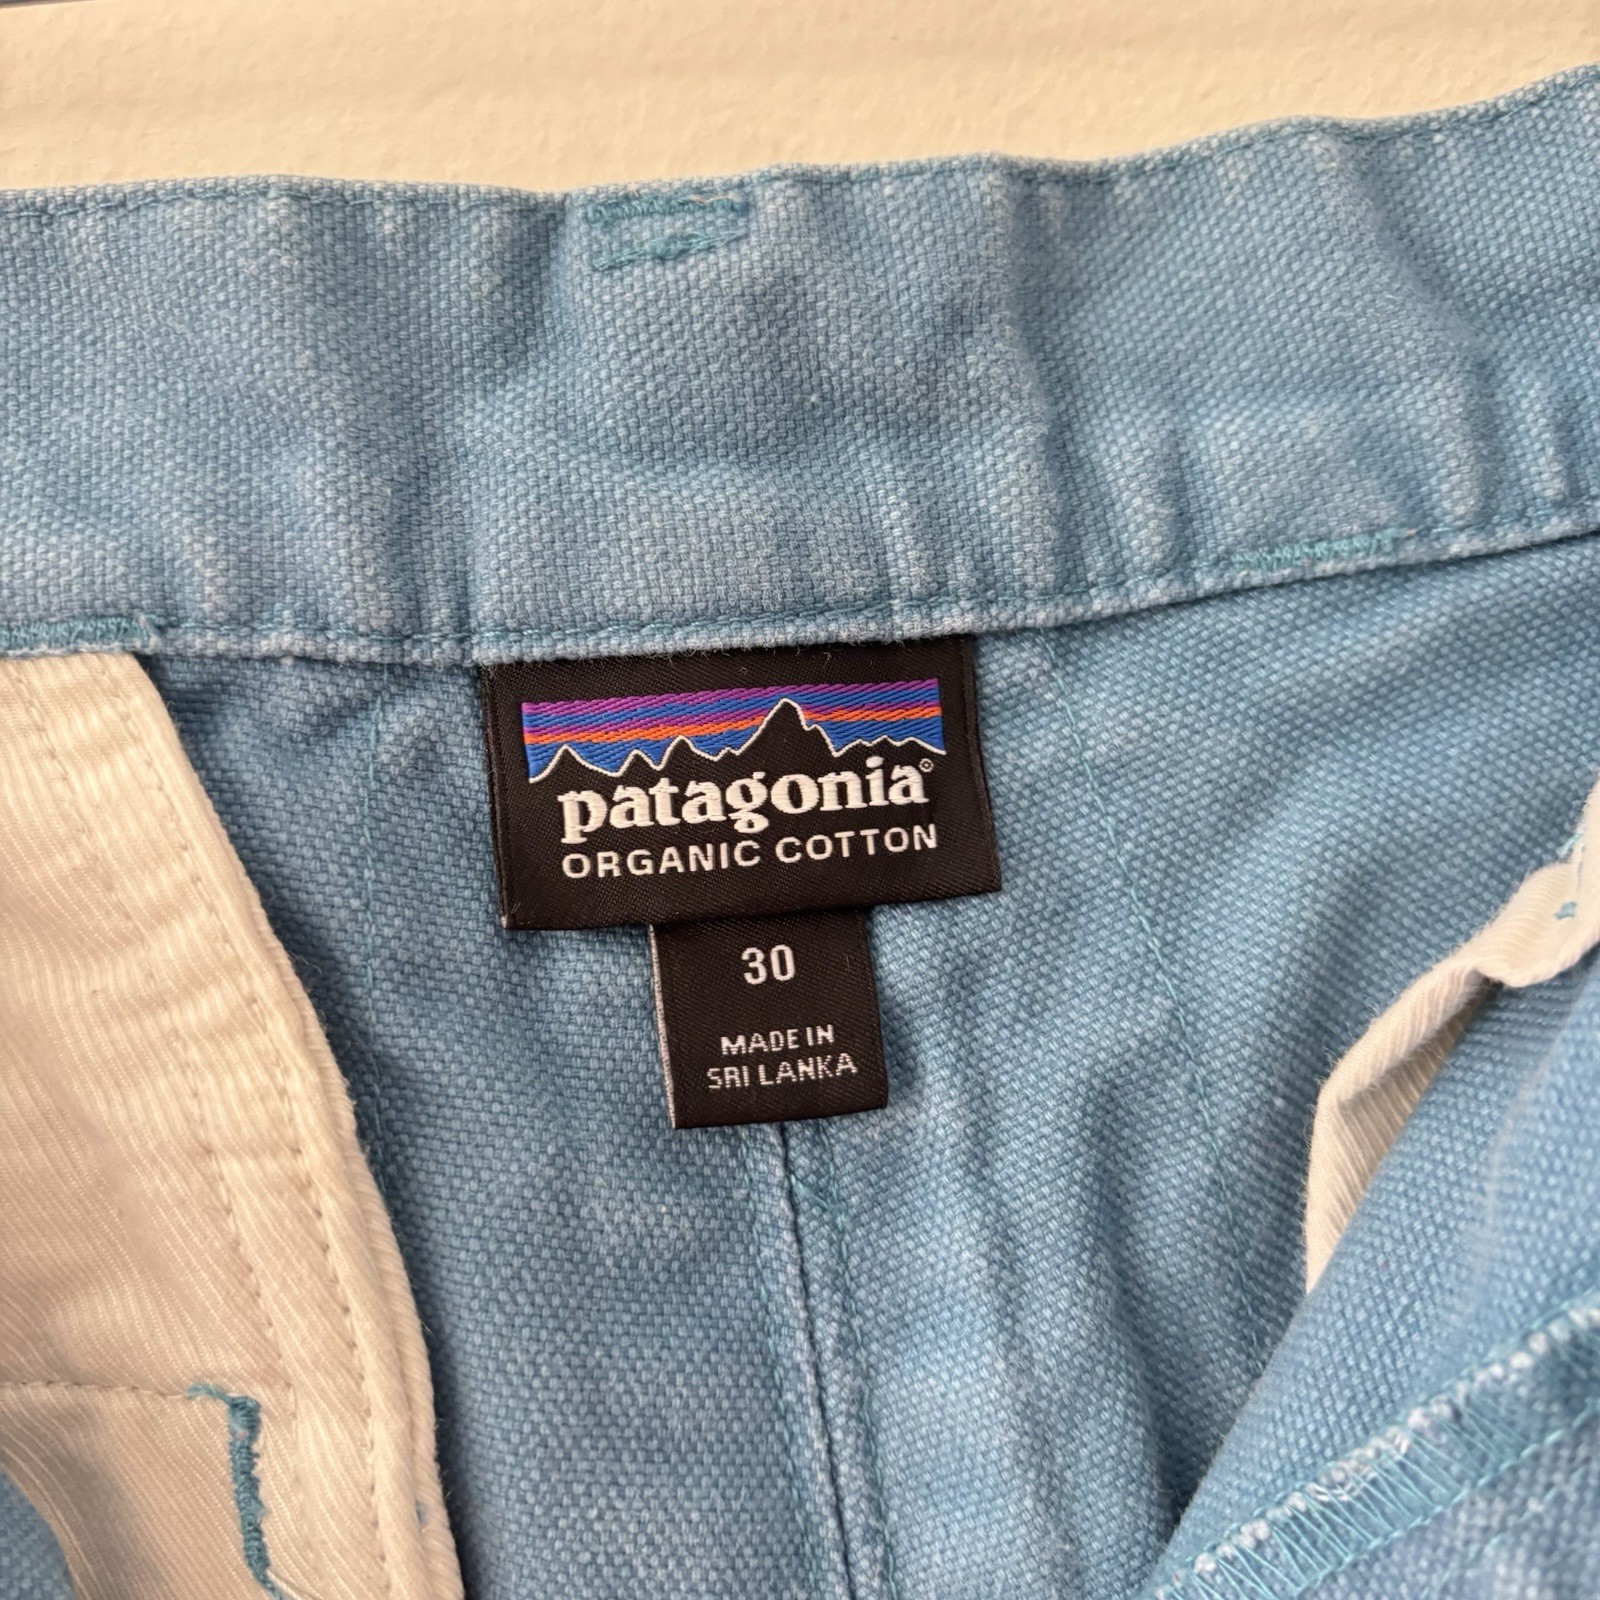 patagonia®
ORGANIC COTTON
30
MADE IN
SRI LANKA